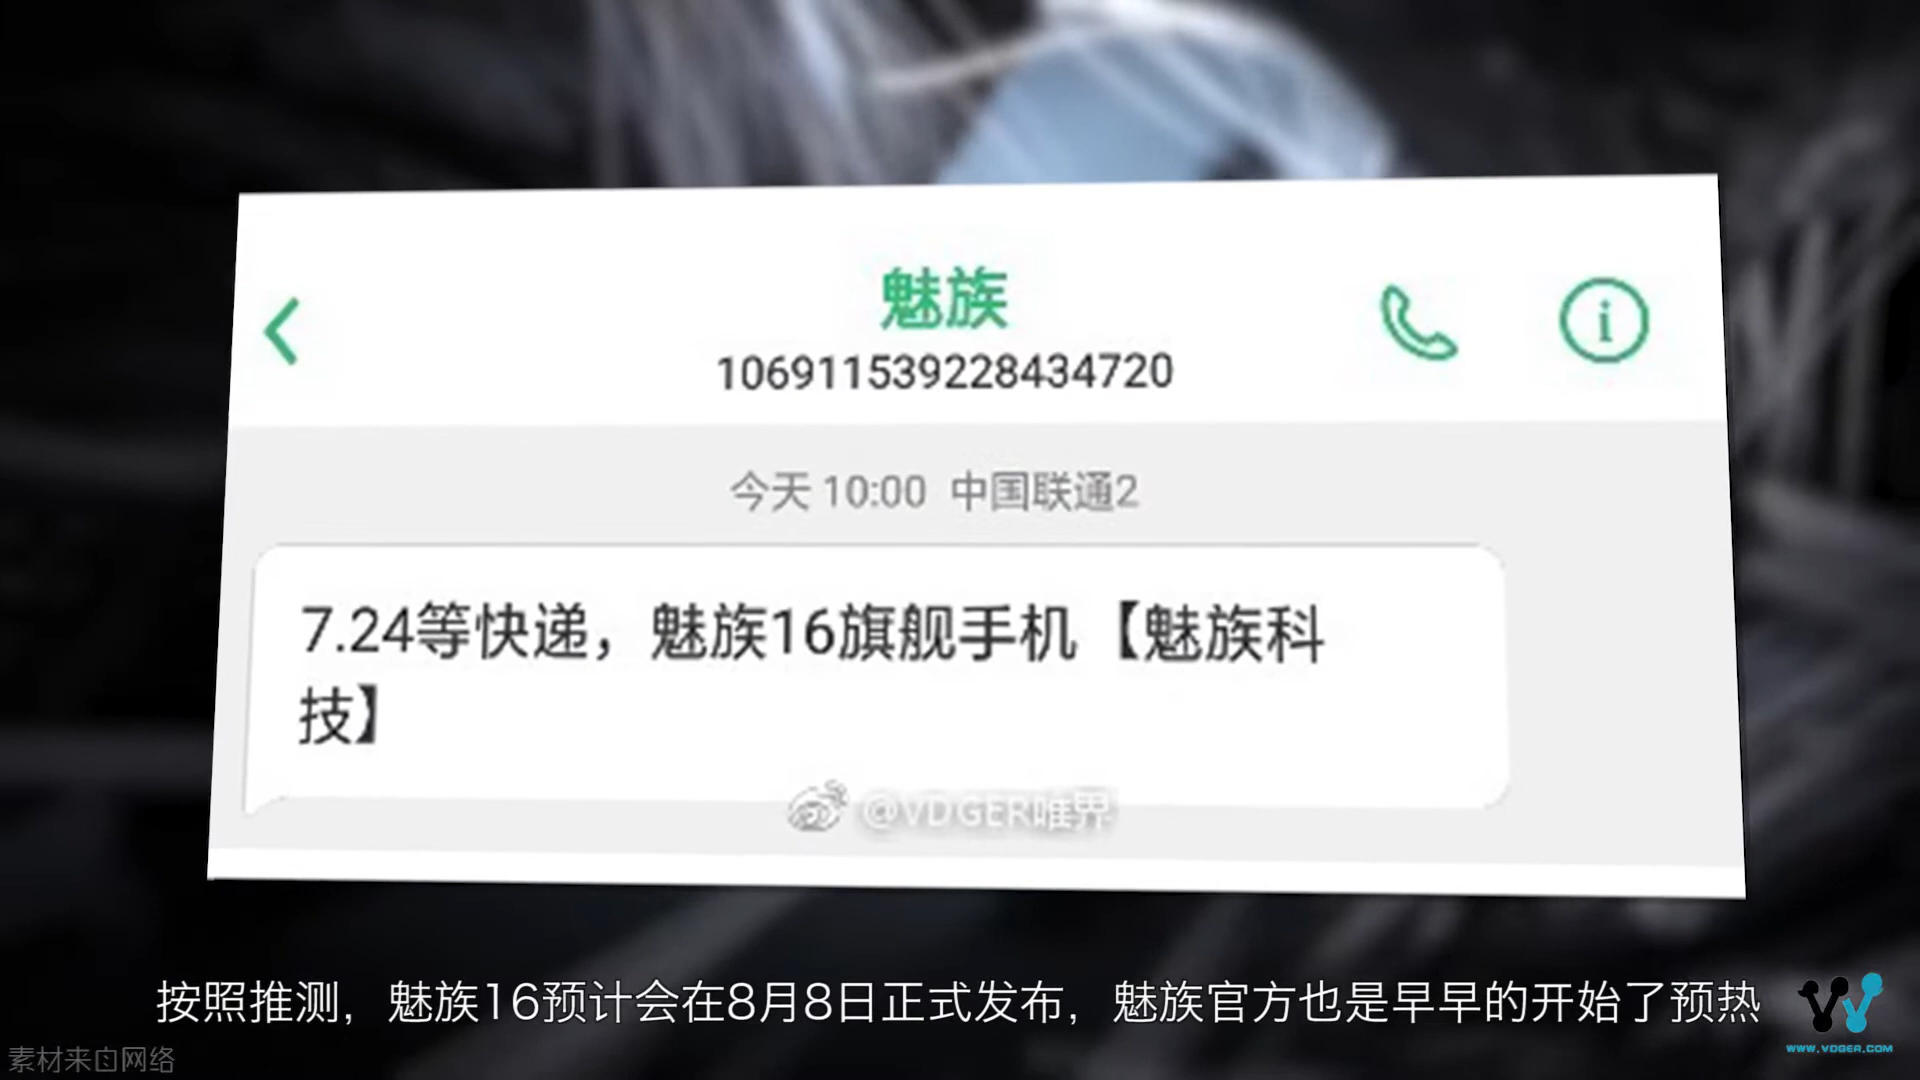 魅族
106911539228434720
今天 10:00 中国联通2
7.24等快递，魅族16旗舰手机【魅族科
技】
@VDGER唯界
按照推测，魅族16预计会在8月8日正式发布，魅族官方也是早早的开始了预热
WWW.VDGER.COM
素材来自网络